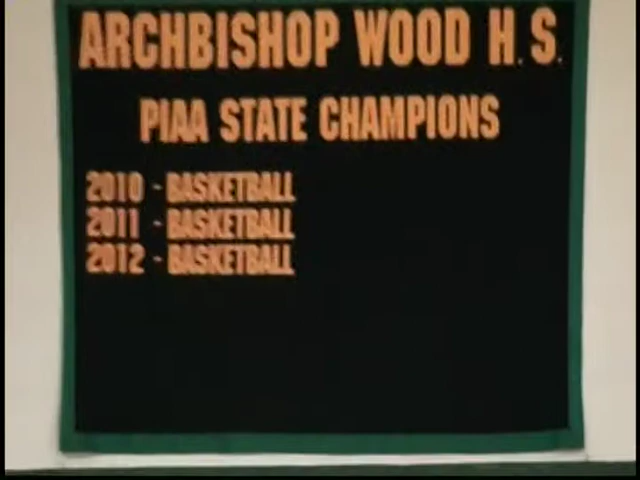 ARCHBISHOP WOOD H.S.
PIAA STATE CHAMPIONS
2010 - BASKETBALL
2011 - BASKETBALL
2012 - BASKETBALL